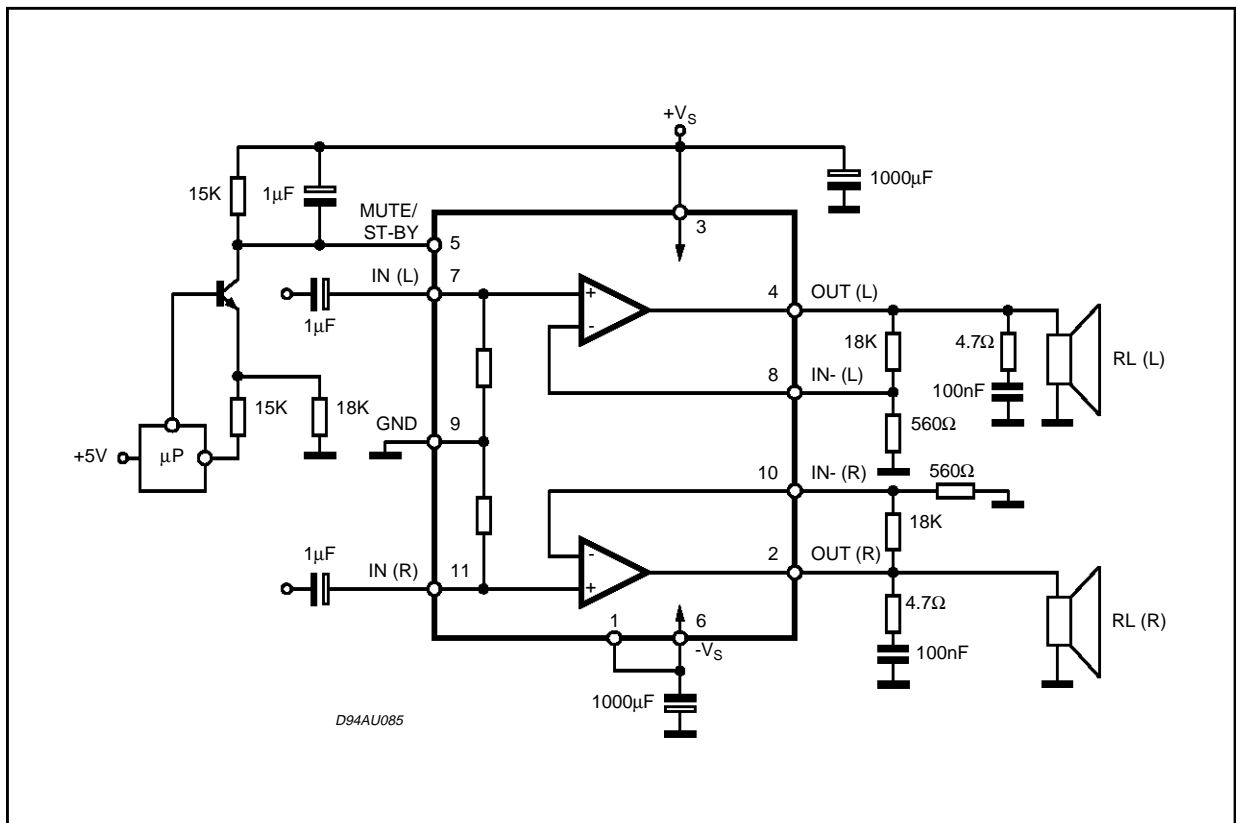 +VS
15K
1µF
1000µF
MUTE/
ST-BY
5
3
IN (L)
7
1µF
4
OUT (L)
+
-
18K
4.7Ω
RL (L)
8
IN- (L)
100nF
15K
18K
GND
9
560Ω
+5V
µP
10
IN- (R)
560Ω
18K
1µF
IN (R)
11
-
+
2
OUT (R)
4.7Ω
RL (R)
1
6
-VS
100nF
1000µF
D94AU085